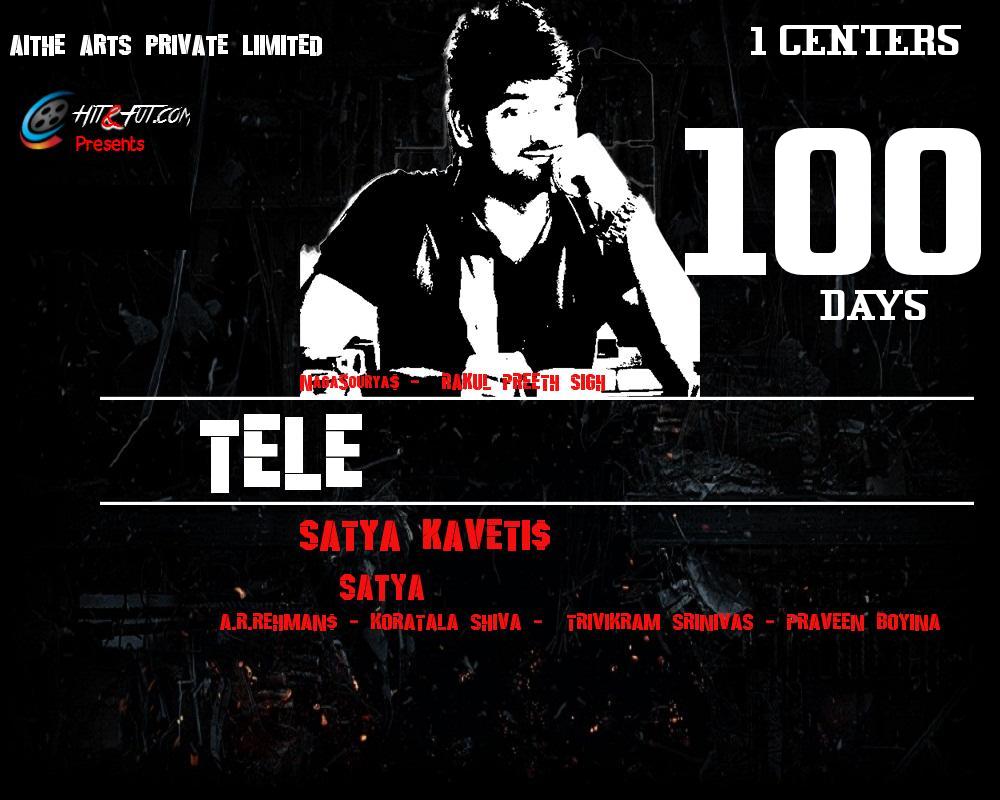 AITHE ARTS PRIVATE LIIMITED
1 CENTERS
HIT&FUT.COM
Presents
100
DAYS
NAGASOURYA$ - RAKUL PREETH SIGH
TELE
SATYA KAVETI$
SATYA
A.R.REHMAN$ - KORATALA SHIVA - TRIVIKRAM SRINIVAS - PRAVEEN BOYINA